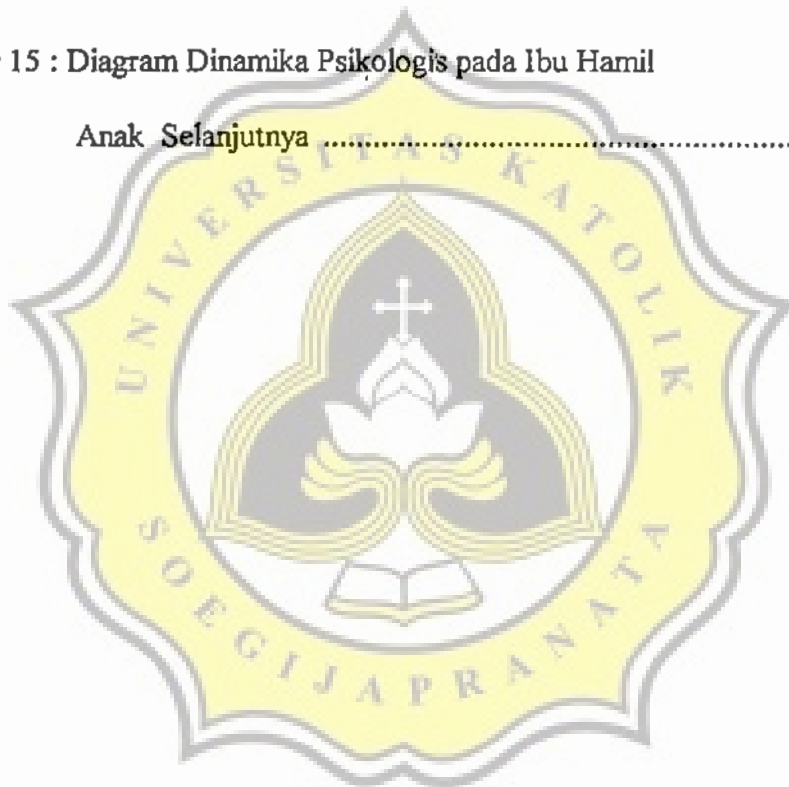 15 : Diagram Dinamika Psikologis pada Ibu Hamil
Anak Selanjutnya ................................................
UNIVERSITAS KATOLIK
SOEGIJAPRANATA